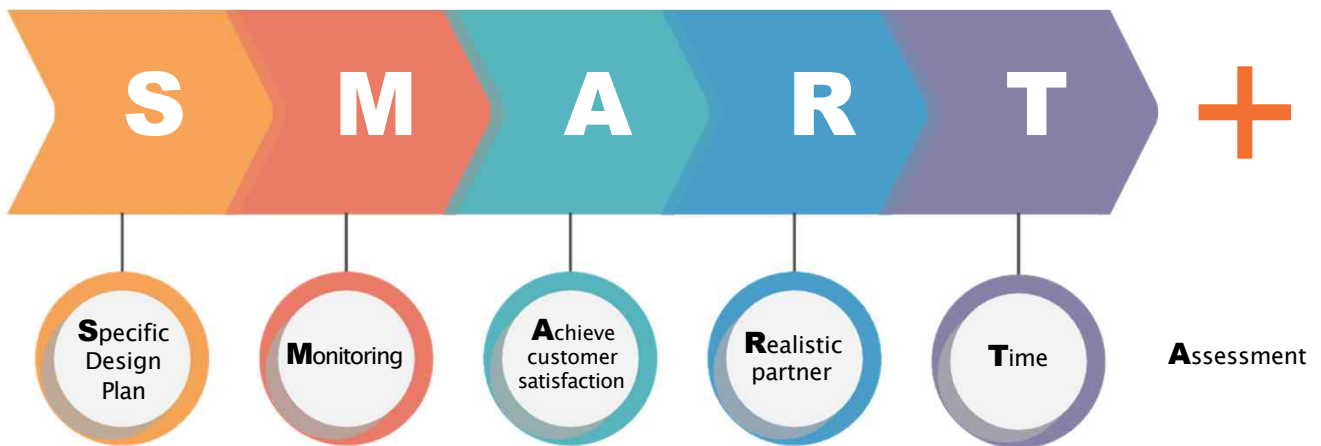 S M A R T +
Specific
Design
Plan
Monitoring
Achieve
customer
satisfaction
Realistic
partner
Time
Assessment